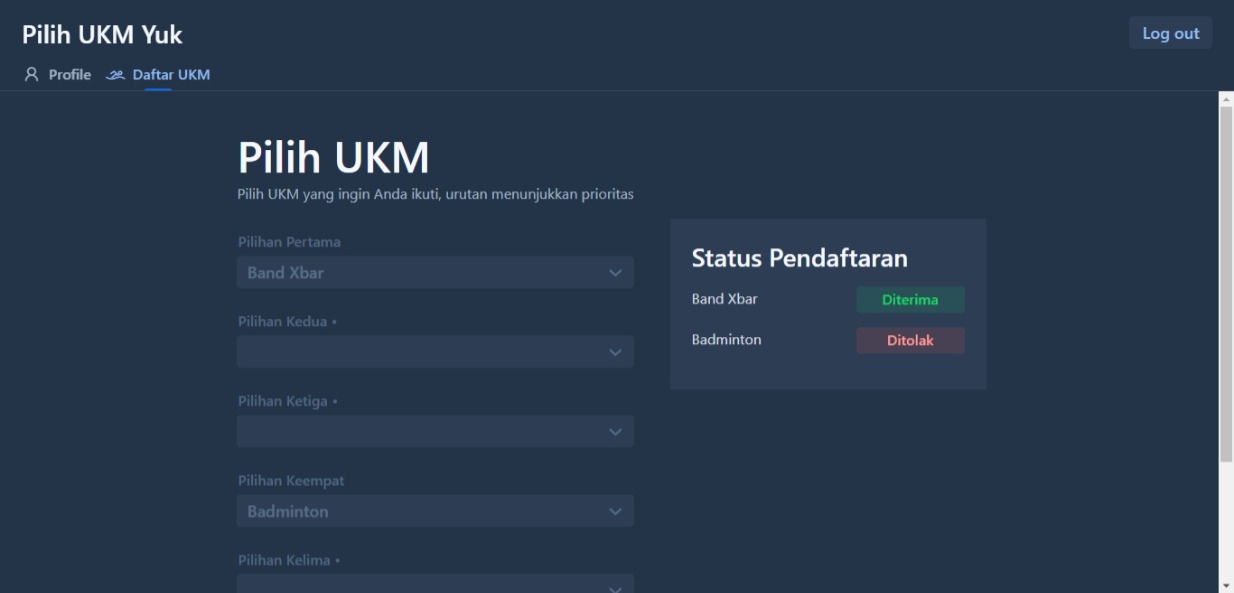 Pilih UKM Yuk
Log out
Profile
Daftar UKM
Pilih UKM
Pilih UKM yang ingin Anda ikuti, urutan menunjukkan prioritas
Pilihan Pertama
Band Xbar
Pilihan Kedua •
Pilihan Ketiga •
Pilihan Keempat
Badminton
Pilihan Kelima •
Status Pendaftaran
Band Xbar Diterima
Badminton Ditolak